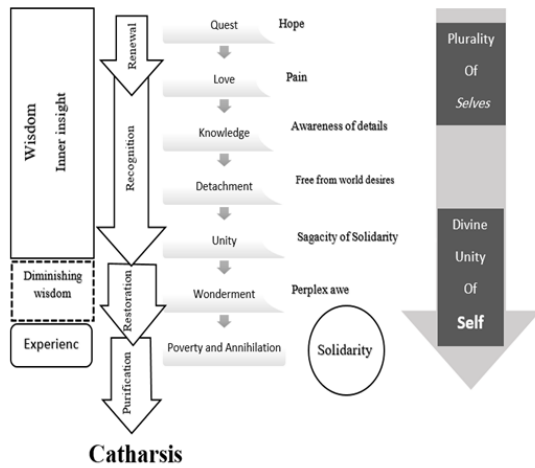 Wisdom
Inner insight
Diminishing
wisdom
Experienc
Renewal
Recognition
Restoration
Purification
Catharsis
Quest
Hope
Love
Pain
Knowledge
Awareness of details
Detachment
Free from world desires
Unity
Sagacity of Solidarity
Wonderment
Perplex awe
Poverty and Annihilation
Solidarity
Plurality
Of
Selves
Divine
Unity
Of
Self